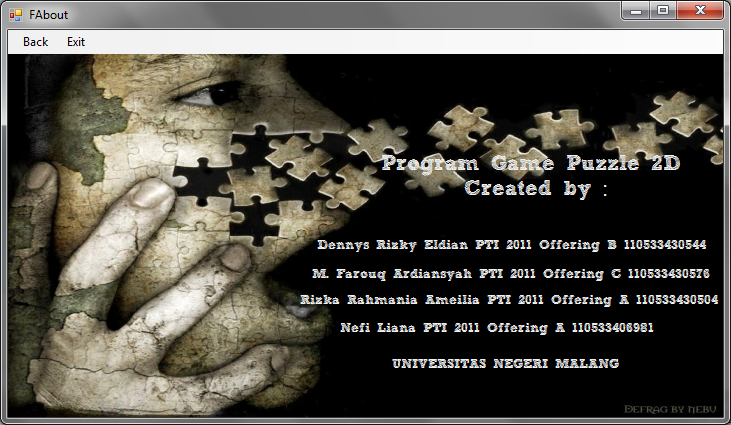 FAbout
Back Exit
Program Game Puzzle 2D
Created by :
Dennys Rizky Eldian PTI 2011 Offering B 110533430544
M. Farouq Ardiansyah PTI 2011 Offering C 110533430576
Rizka Rahmania Ameilia PTI 2011 Offering A 110533430504
Nefi Liana PTI 2011 Offering A 110533406981
UNIVERSITAS NEGERI MALANG
Defrag by Nebu